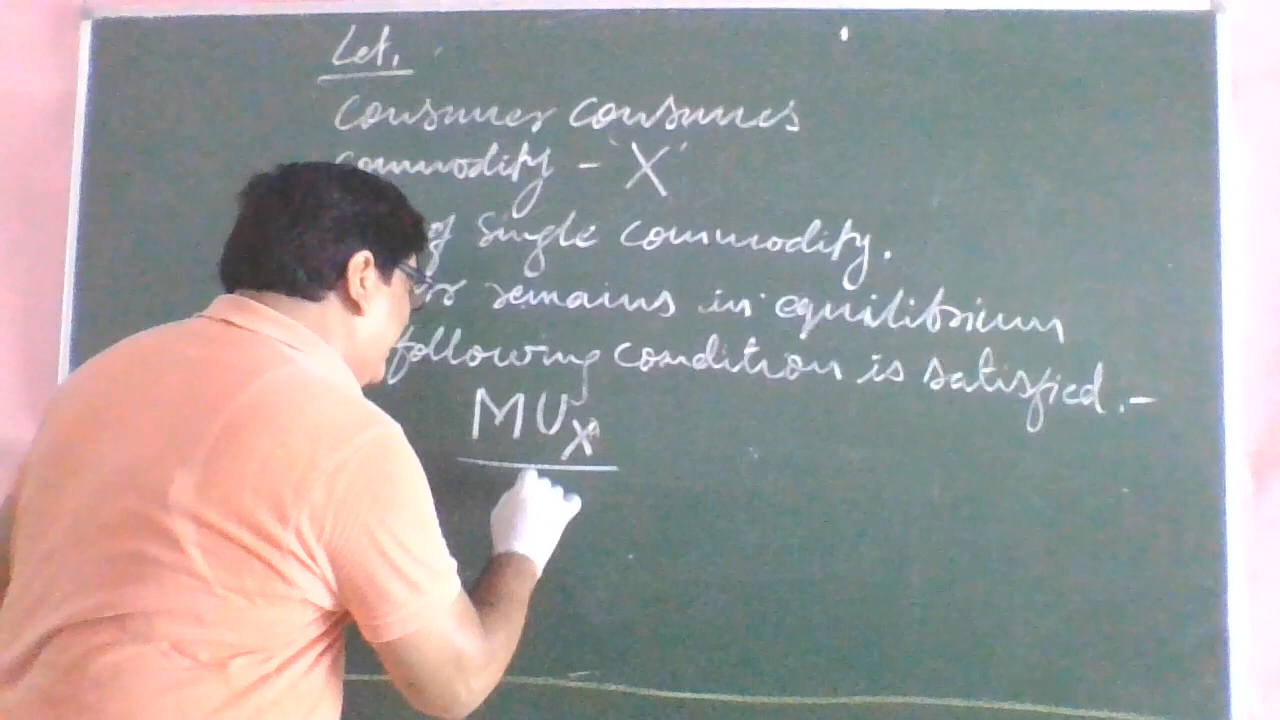 Let,
Consumer consumes
commodity - 'X'
of single commodity.
remains in equilibrium
following condition is satisfied.-
MUX